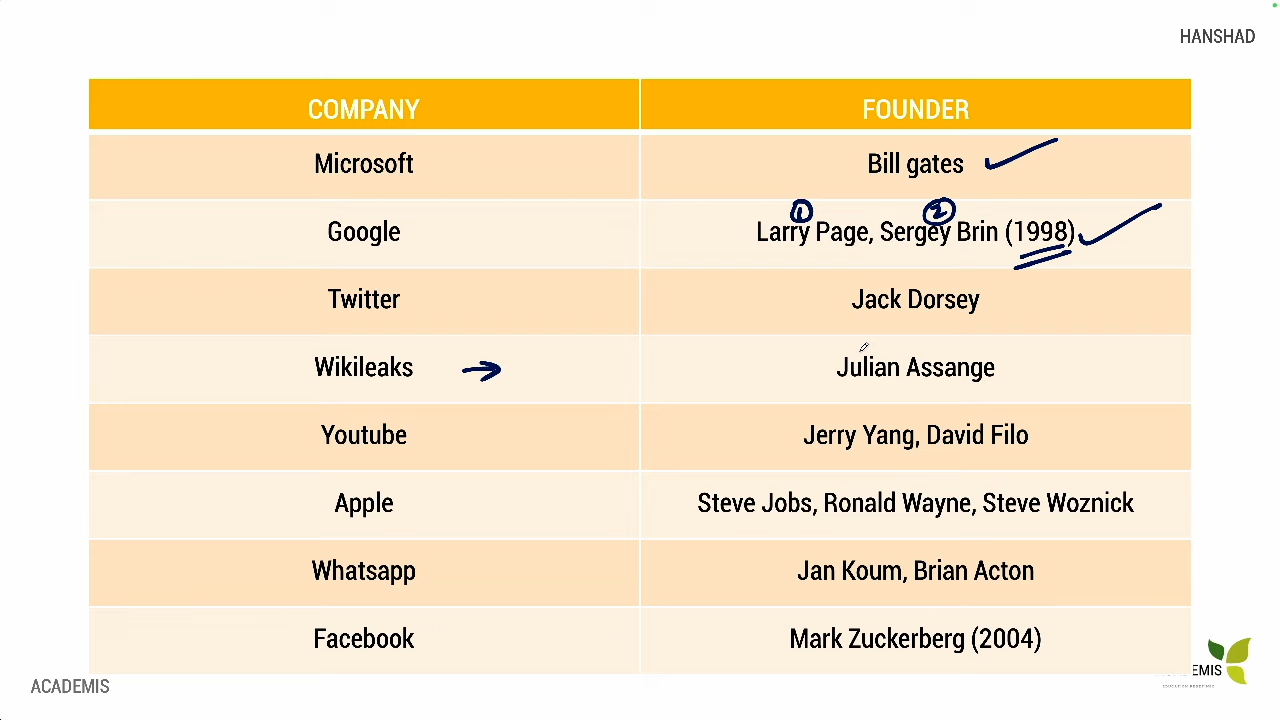 HANSHAD
COMPANY FOUNDER
Microsoft Bill gates
1 2
Google Larry Page, Sergey Brin (1998)
Twitter Jack Dorsey
Wikileaks Julian Assange
Youtube Jerry Yang, David Filo
Apple Steve Jobs, Ronald Wayne, Steve Woznick
Whatsapp Jan Koum, Brian Acton
Facebook Mark Zuckerberg (2004)
ACADEMIS